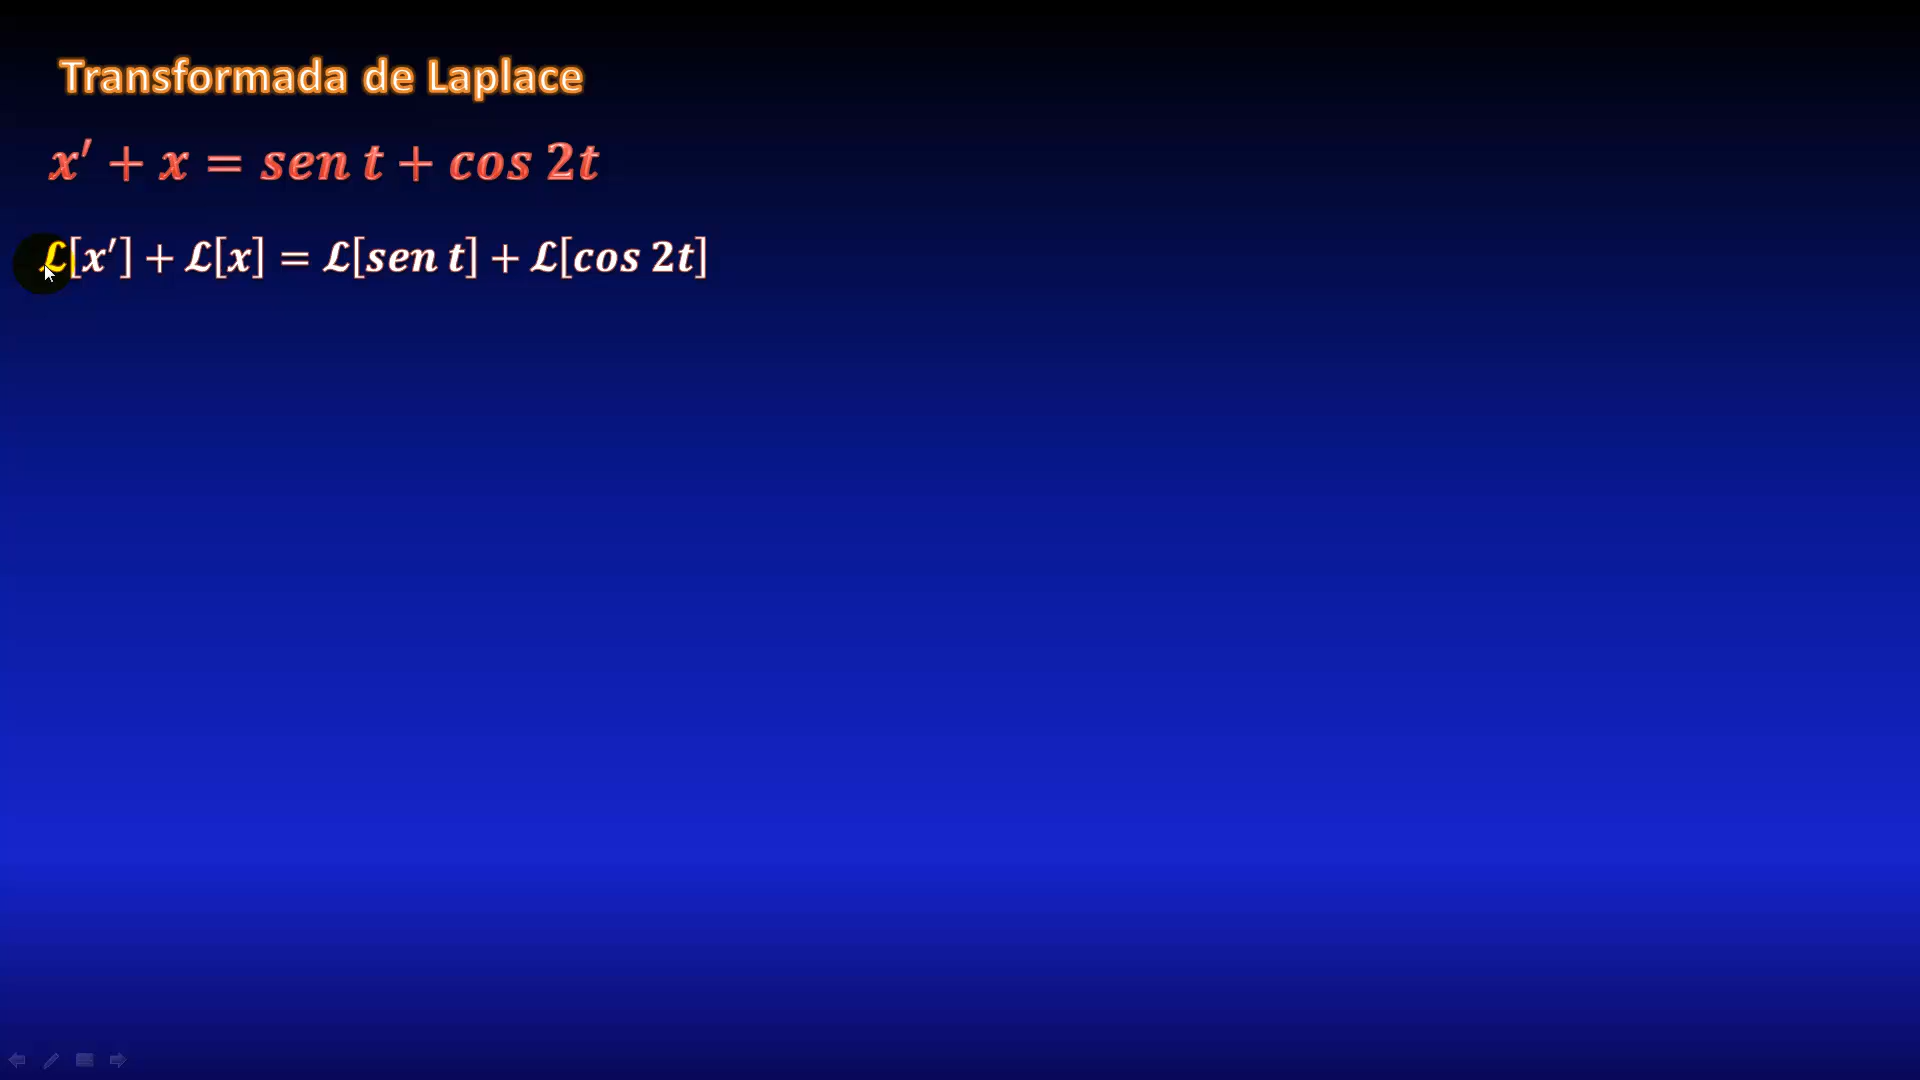 Transformada de Laplace
x′ + x = sen t + cos 2t
ℒ[x′] + ℒ[x] = ℒ[sen t] + ℒ[cos 2t]